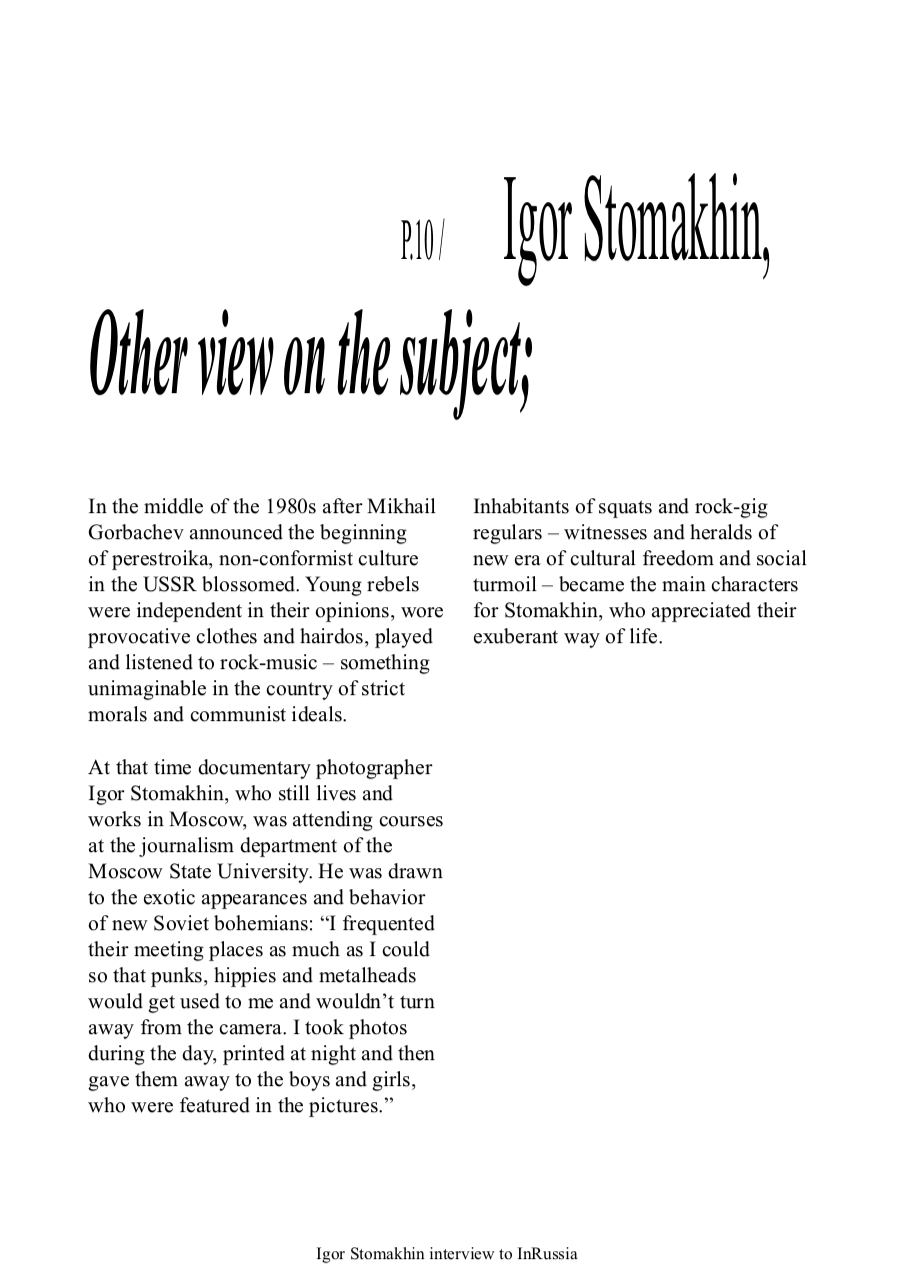 P.10 / Igor Stomakhin,
Other view on the subject;
In the middle of the 1980s after Mikhail
Gorbachev announced the beginning
of perestroika, non-conformist culture
in the USSR blossomed. Young rebels
were independent in their opinions, wore
provocative clothes and hairdos, played
and listened to rock-music – something
unimaginable in the country of strict
morals and communist ideals.
At that time documentary photographer
Igor Stomakhin, who still lives and
works in Moscow, was attending courses
at the journalism department of the
Moscow State University. He was drawn
to the exotic appearances and behavior
of new Soviet bohemians: “I frequented
their meeting places as much as I could
so that punks, hippies and metalheads
would get used to me and wouldn’t turn
away from the camera. I took photos
during the day, printed at night and then
gave them away to the boys and girls,
who were featured in the pictures.”
Inhabitants of squats and rock-gig
regulars – witnesses and heralds of
new era of cultural freedom and social
turmoil – became the main characters
for Stomakhin, who appreciated their
exuberant way of life.
Igor Stomakhin interview to InRussia